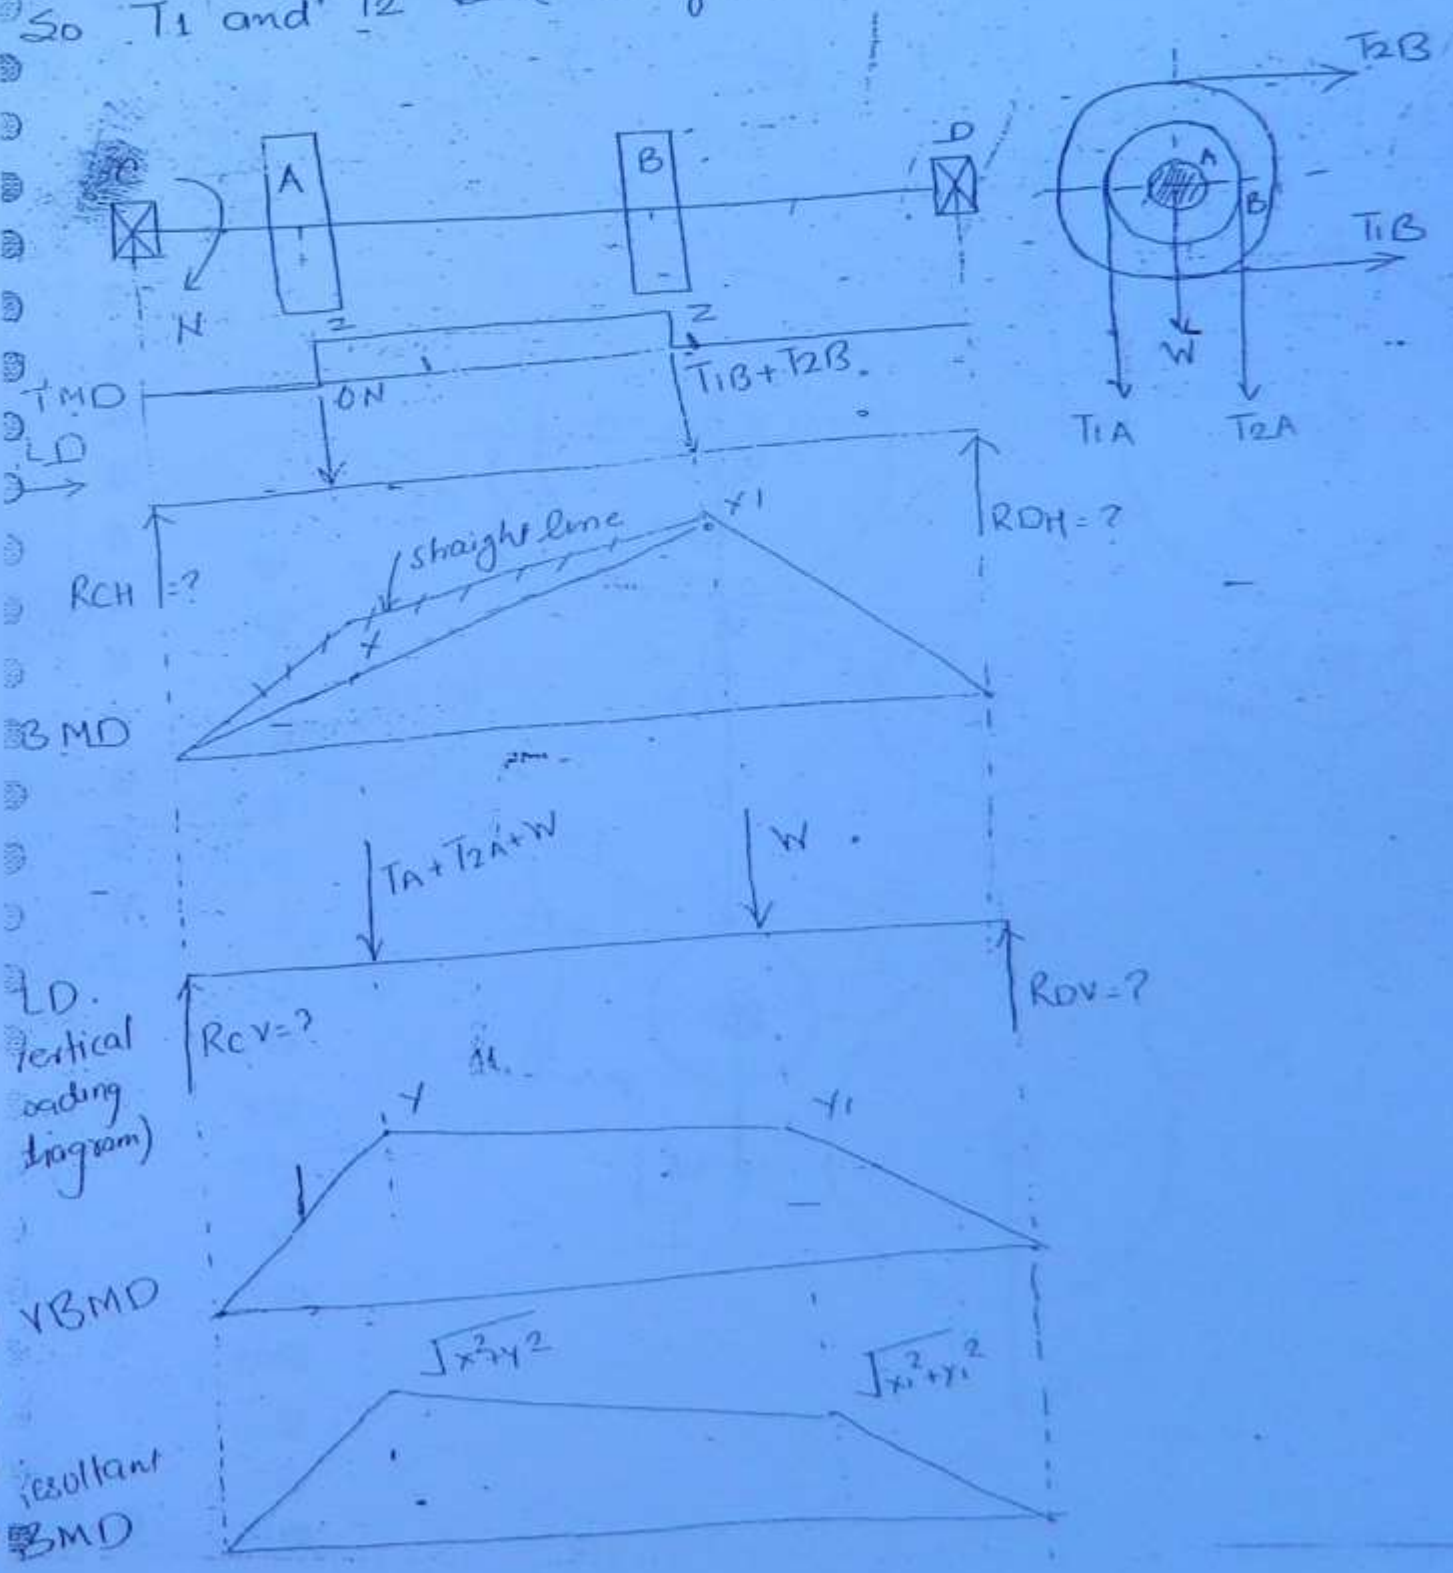 So T1 and T2
T2B
C
A
B
D
A
B
T1B
N
W
Z
Z
T1B+T2B
TMD
ON
T1A
T2A
LD
X1
RDH=?
straight line
RCH =?
X
BMD
TA+T2A+W
W
LD.
RDV=?
RCV=?
vertical
loading
diagram)
Y
Y1
VBMD
√x²+y²
√x1²+y1²
resultant
BMD